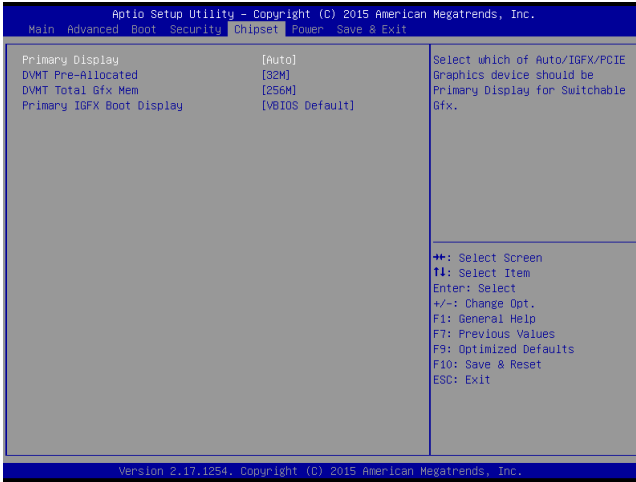 Aptio Setup Utility – Copyright (C) 2015 American Megatrends, Inc.
Main Advanced Boot Security Chipset Power Save & Exit
Primary Display [Auto]
DVMT Pre-Allocated [32M]
DVMT Total Gfx Mem [256M]
Primary IGFX Boot Display [VBIOS Default]
Select which of Auto/IGFX/PCIE
Graphics device should be
Primary Display for Switchable
Gfx.
→←: Select Screen
↑↓: Select Item
Enter: Select
+/-: Change Opt.
F1: General Help
F7: Previous Values
F9: Optimized Defaults
F10: Save & Reset
ESC: Exit
Version 2.17.1254. Copyright (C) 2015 American Megatrends, Inc.